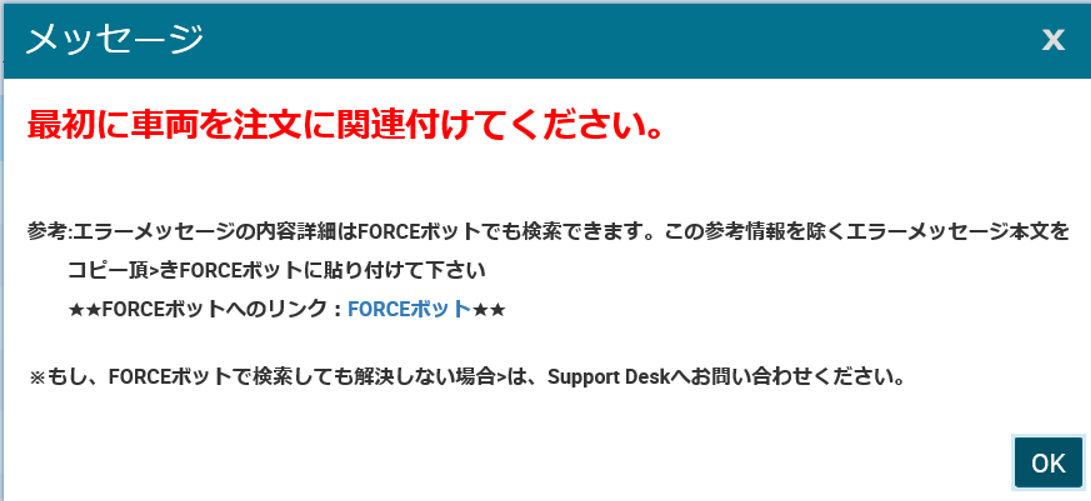 メッセージ
X
最初に車両を注文に関連付けてください。
参考:エラーメッセージの内容詳細はFORCEボットでも検索できます。この参考情報を除くエラーメッセージ本文を
コピー頂>きFORCEボットに貼り付けて下さい
★★FORCEボットへのリンク：FORCEボット★★
※もし、FORCEボットで検索しても解決しない場合>は、Support Deskへお問い合わせください。
OK